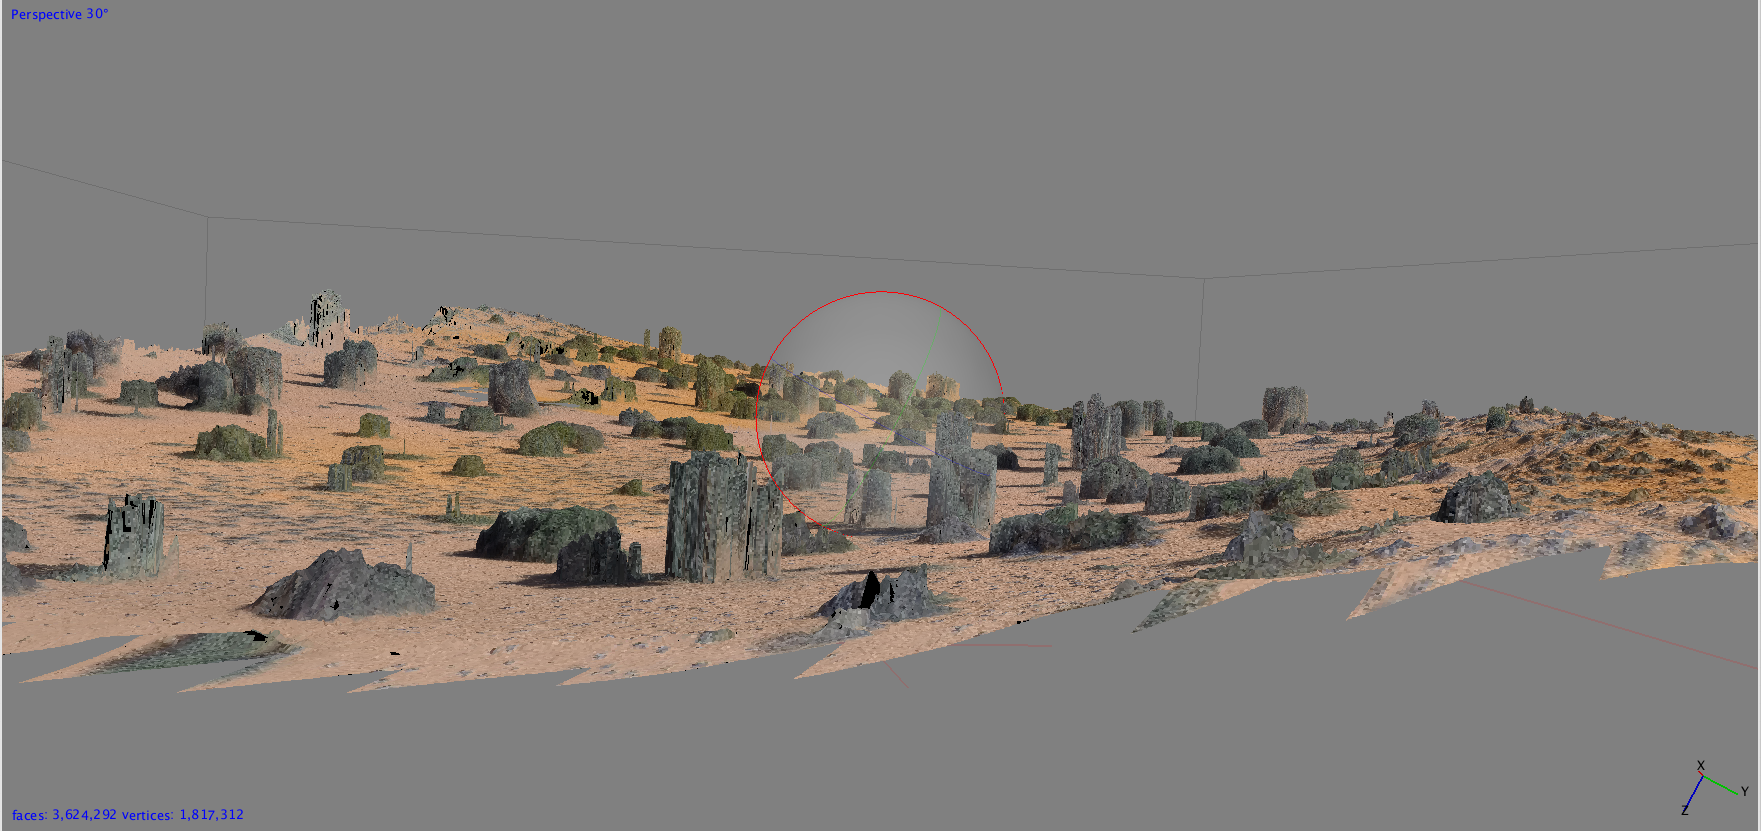 Perspective 30°
faces: 3,624,292 vertices: 1,817,312
X
Y
Z